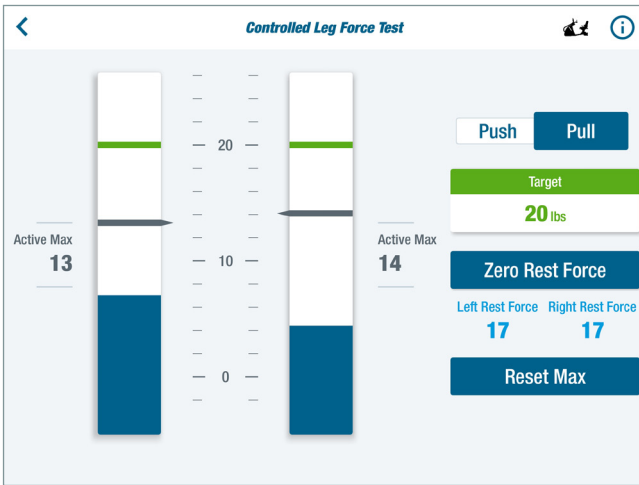 Controlled Leg Force Test
Push Pull
Target
20 lbs
Zero Rest Force
Left Rest Force Right Rest Force
17 17
Reset Max
Active Max
13
20
10
0
Active Max
14